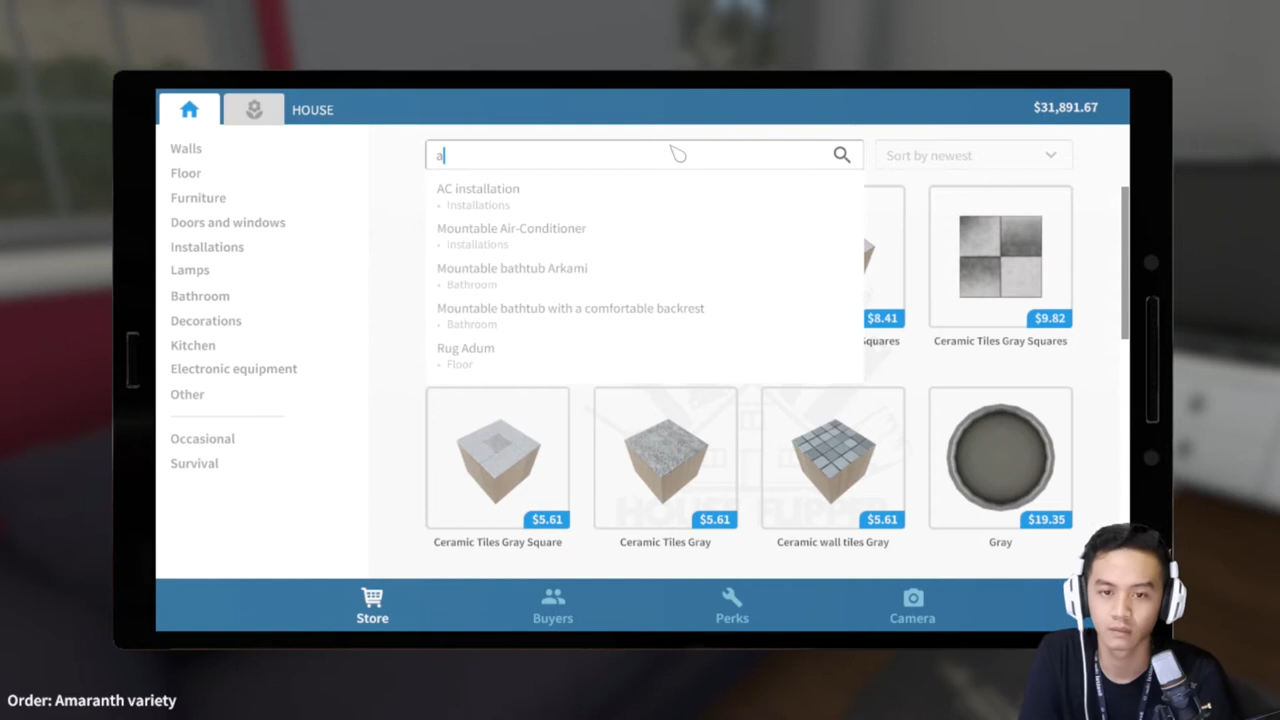 HOUSE
$31,891.67
Walls
Floor
Furniture
Doors and windows
Installations
Lamps
Bathroom
Decorations
Kitchen
Electronic equipment
Other
Occasional
Survival
a
Sort by newest
AC installation
• Installations
Mountable Air-Conditioner
• Installations
Mountable bathtub Arkami
• Bathroom
Mountable bathtub with a comfortable backrest
• Bathroom
Rug Adum
• Floor
$8.41
$9.82
Squares
Ceramic Tiles Gray Squares
HOUSE FLIPPER
$5.61
$5.61
$5.61
$19.35
Ceramic Tiles Gray Square
Ceramic Tiles Gray
Ceramic wall tiles Gray
Gray
Store
Buyers
Perks
Camera
Order: Amaranth variety